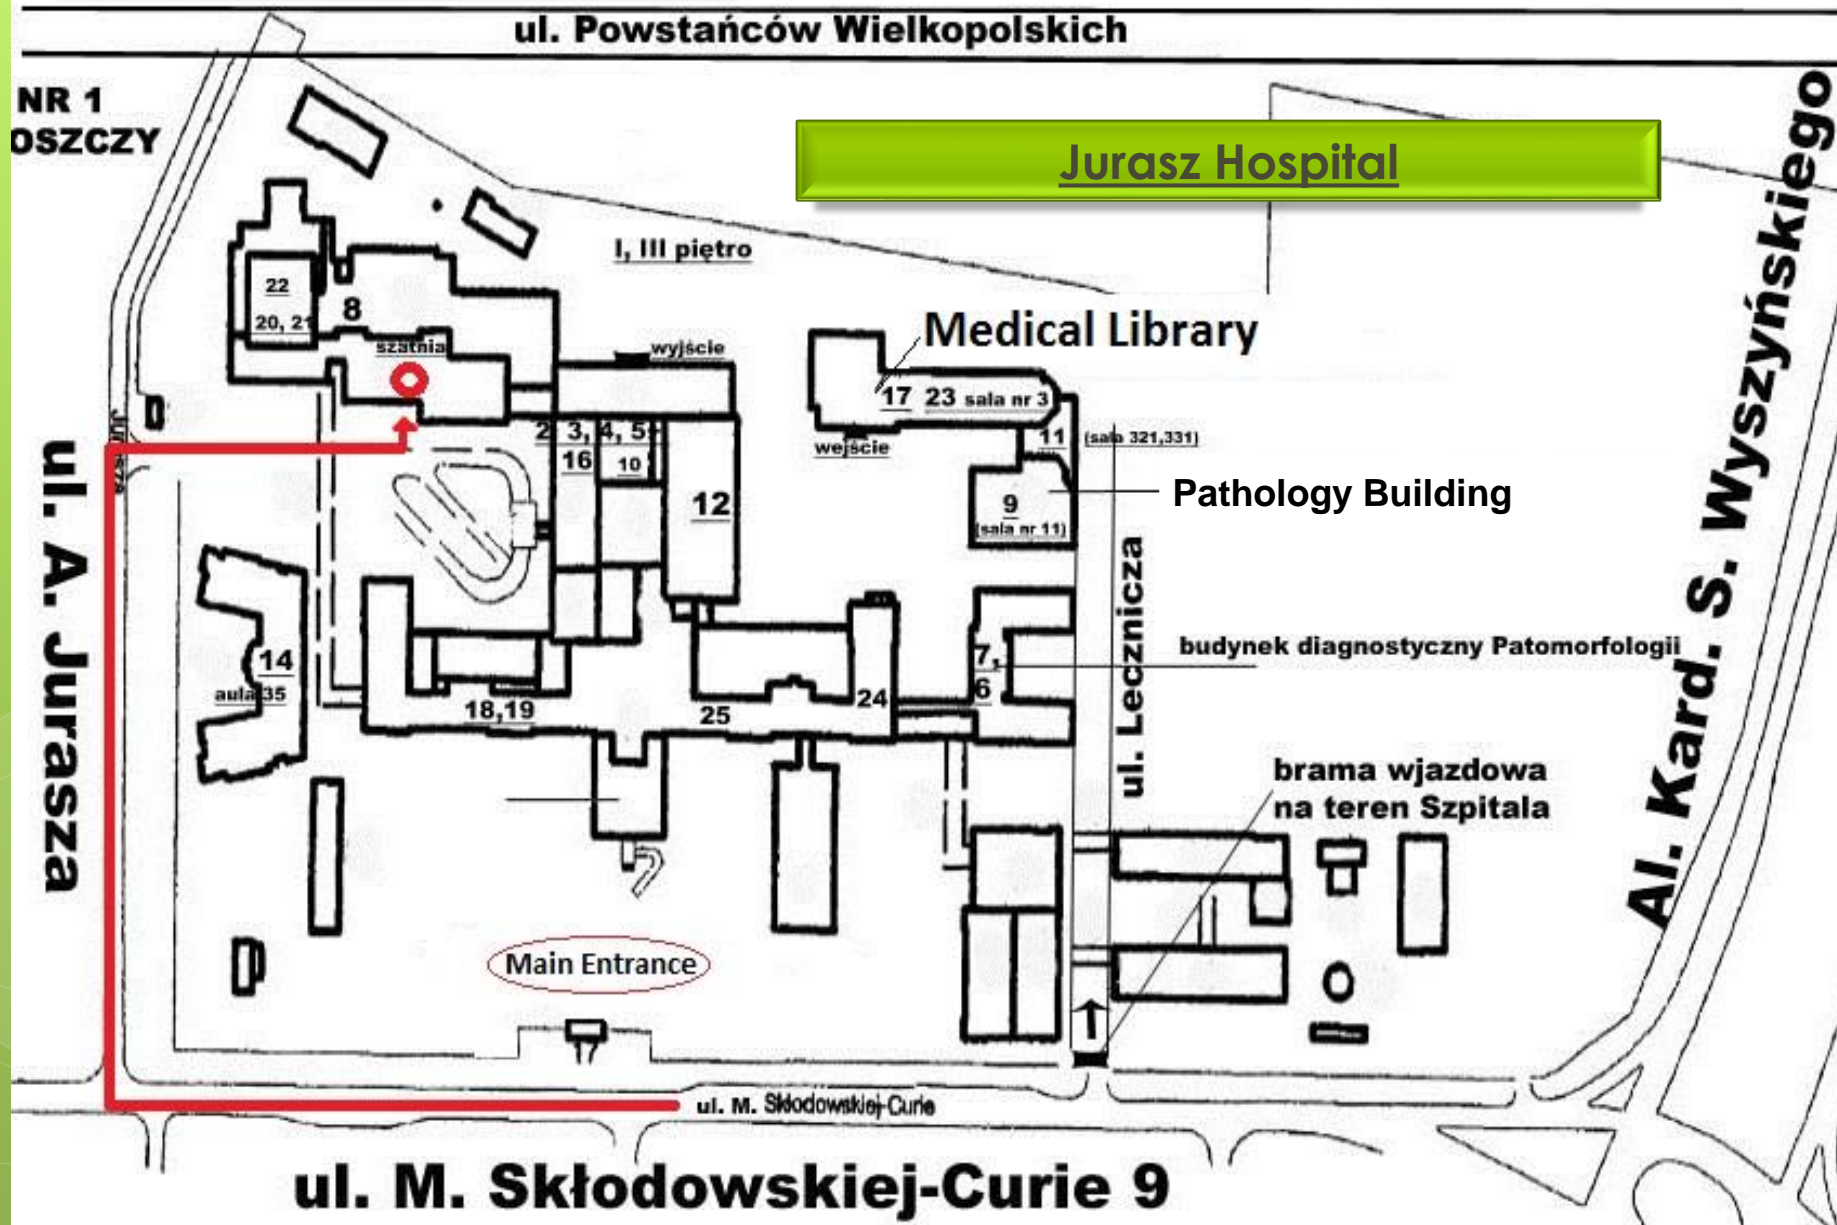 ul. Powstańców Wielkopolskich
NR 1
OSZCZY
Jurasz Hospital
Al. Kard. S. Wyszyńskiego
I, III piętro
22
20, 21
8
szatnia
wyjście
Medical Library
17 23 sala nr 3
wejście
11 (sala 321,331)
2, 3, 4, 5
16 10
12
9
(sala nr 11)
Pathology Building
ul. A. Jurasza
ul. Lecznicza
14
aula 35
7,
6
budynek diagnostyczny Patomorfologii
18,19
25
24
brama wjazdowa
na teren Szpitala
Main Entrance
ul. M. Skłodowskiej-Curie
ul. M. Skłodowskiej-Curie 9